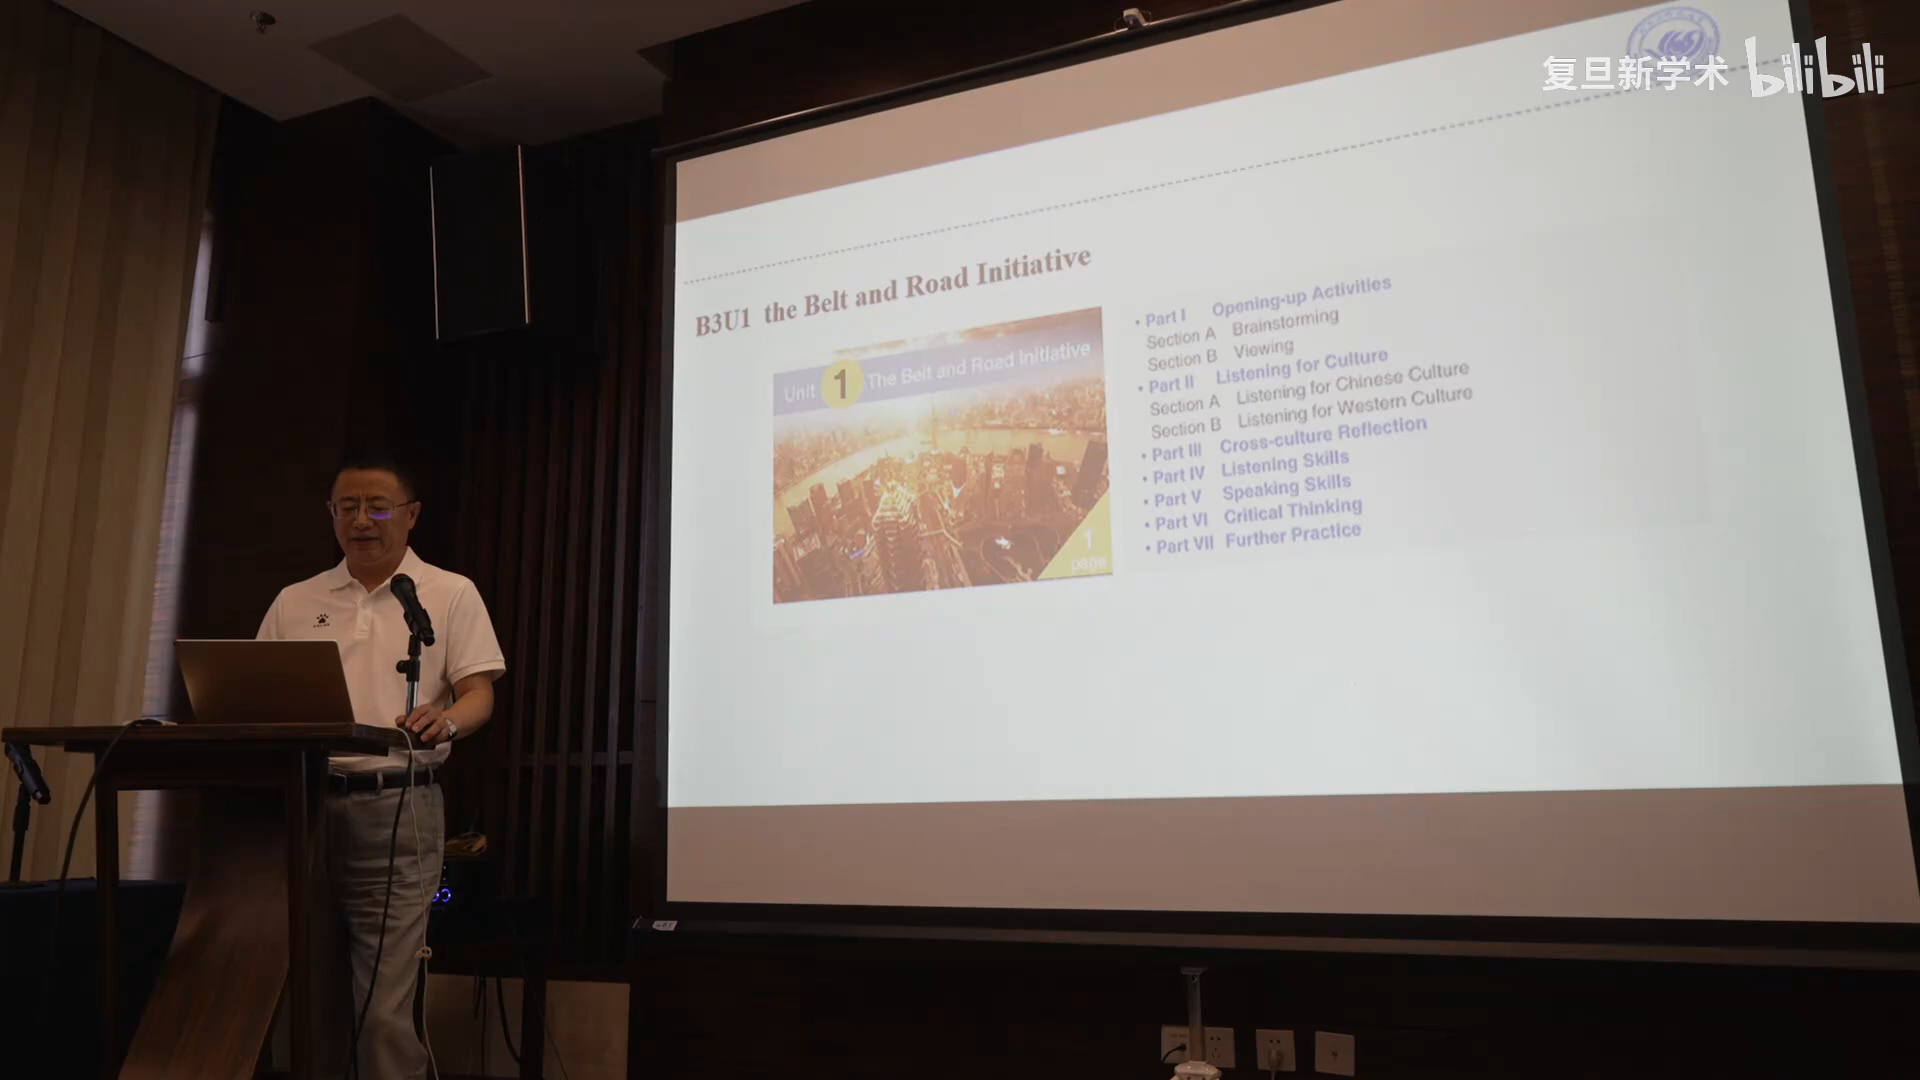 复旦新学术 bilibili
B3U1 the Belt and Road Initiative
Unit 1 The Belt and Road Initiative
1
page
• Part I Opening-up Activities
Section A Brainstorming
Section B Viewing
• Part II Listening for Culture
Section A Listening for Chinese Culture
Section B Listening for Western Culture
• Part III Cross-culture Reflection
• Part IV Listening Skills
• Part V Speaking Skills
• Part VI Critical Thinking
• Part VII Further Practice